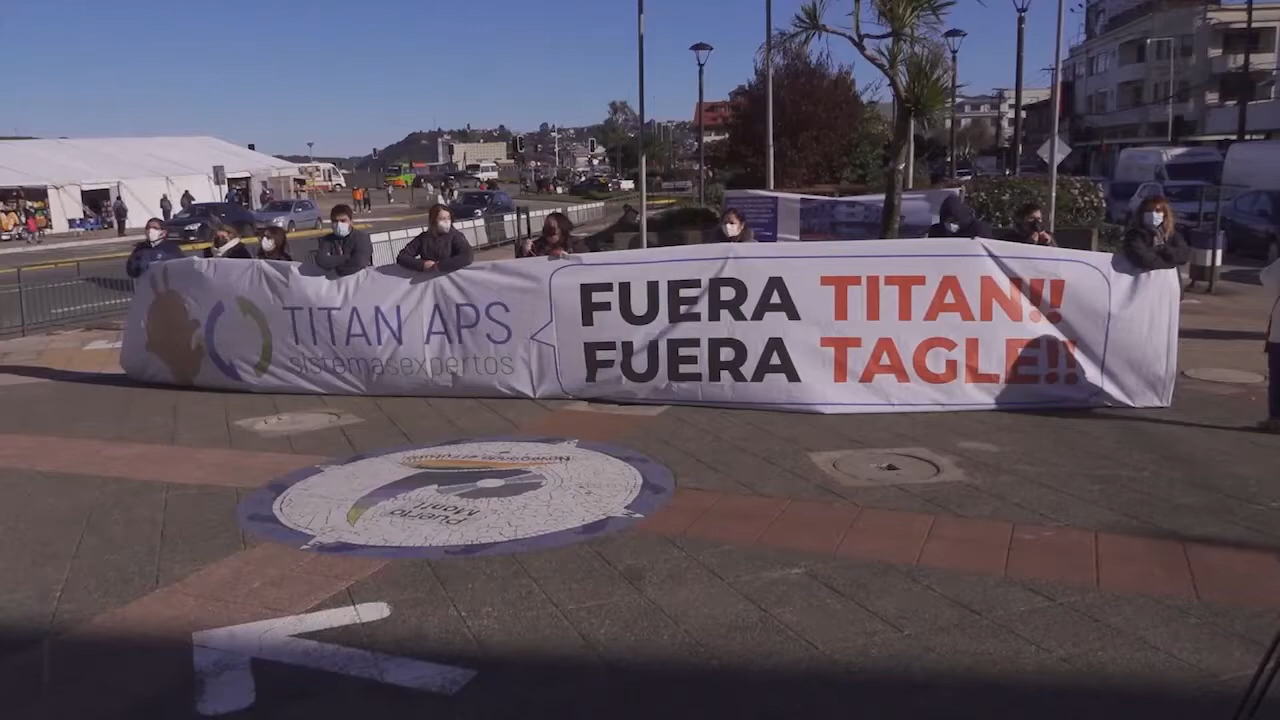 TITAN APS
sistemasexpertos
FUERA TITAN!!
FUERA TAGLE!!
Puerto
Montt